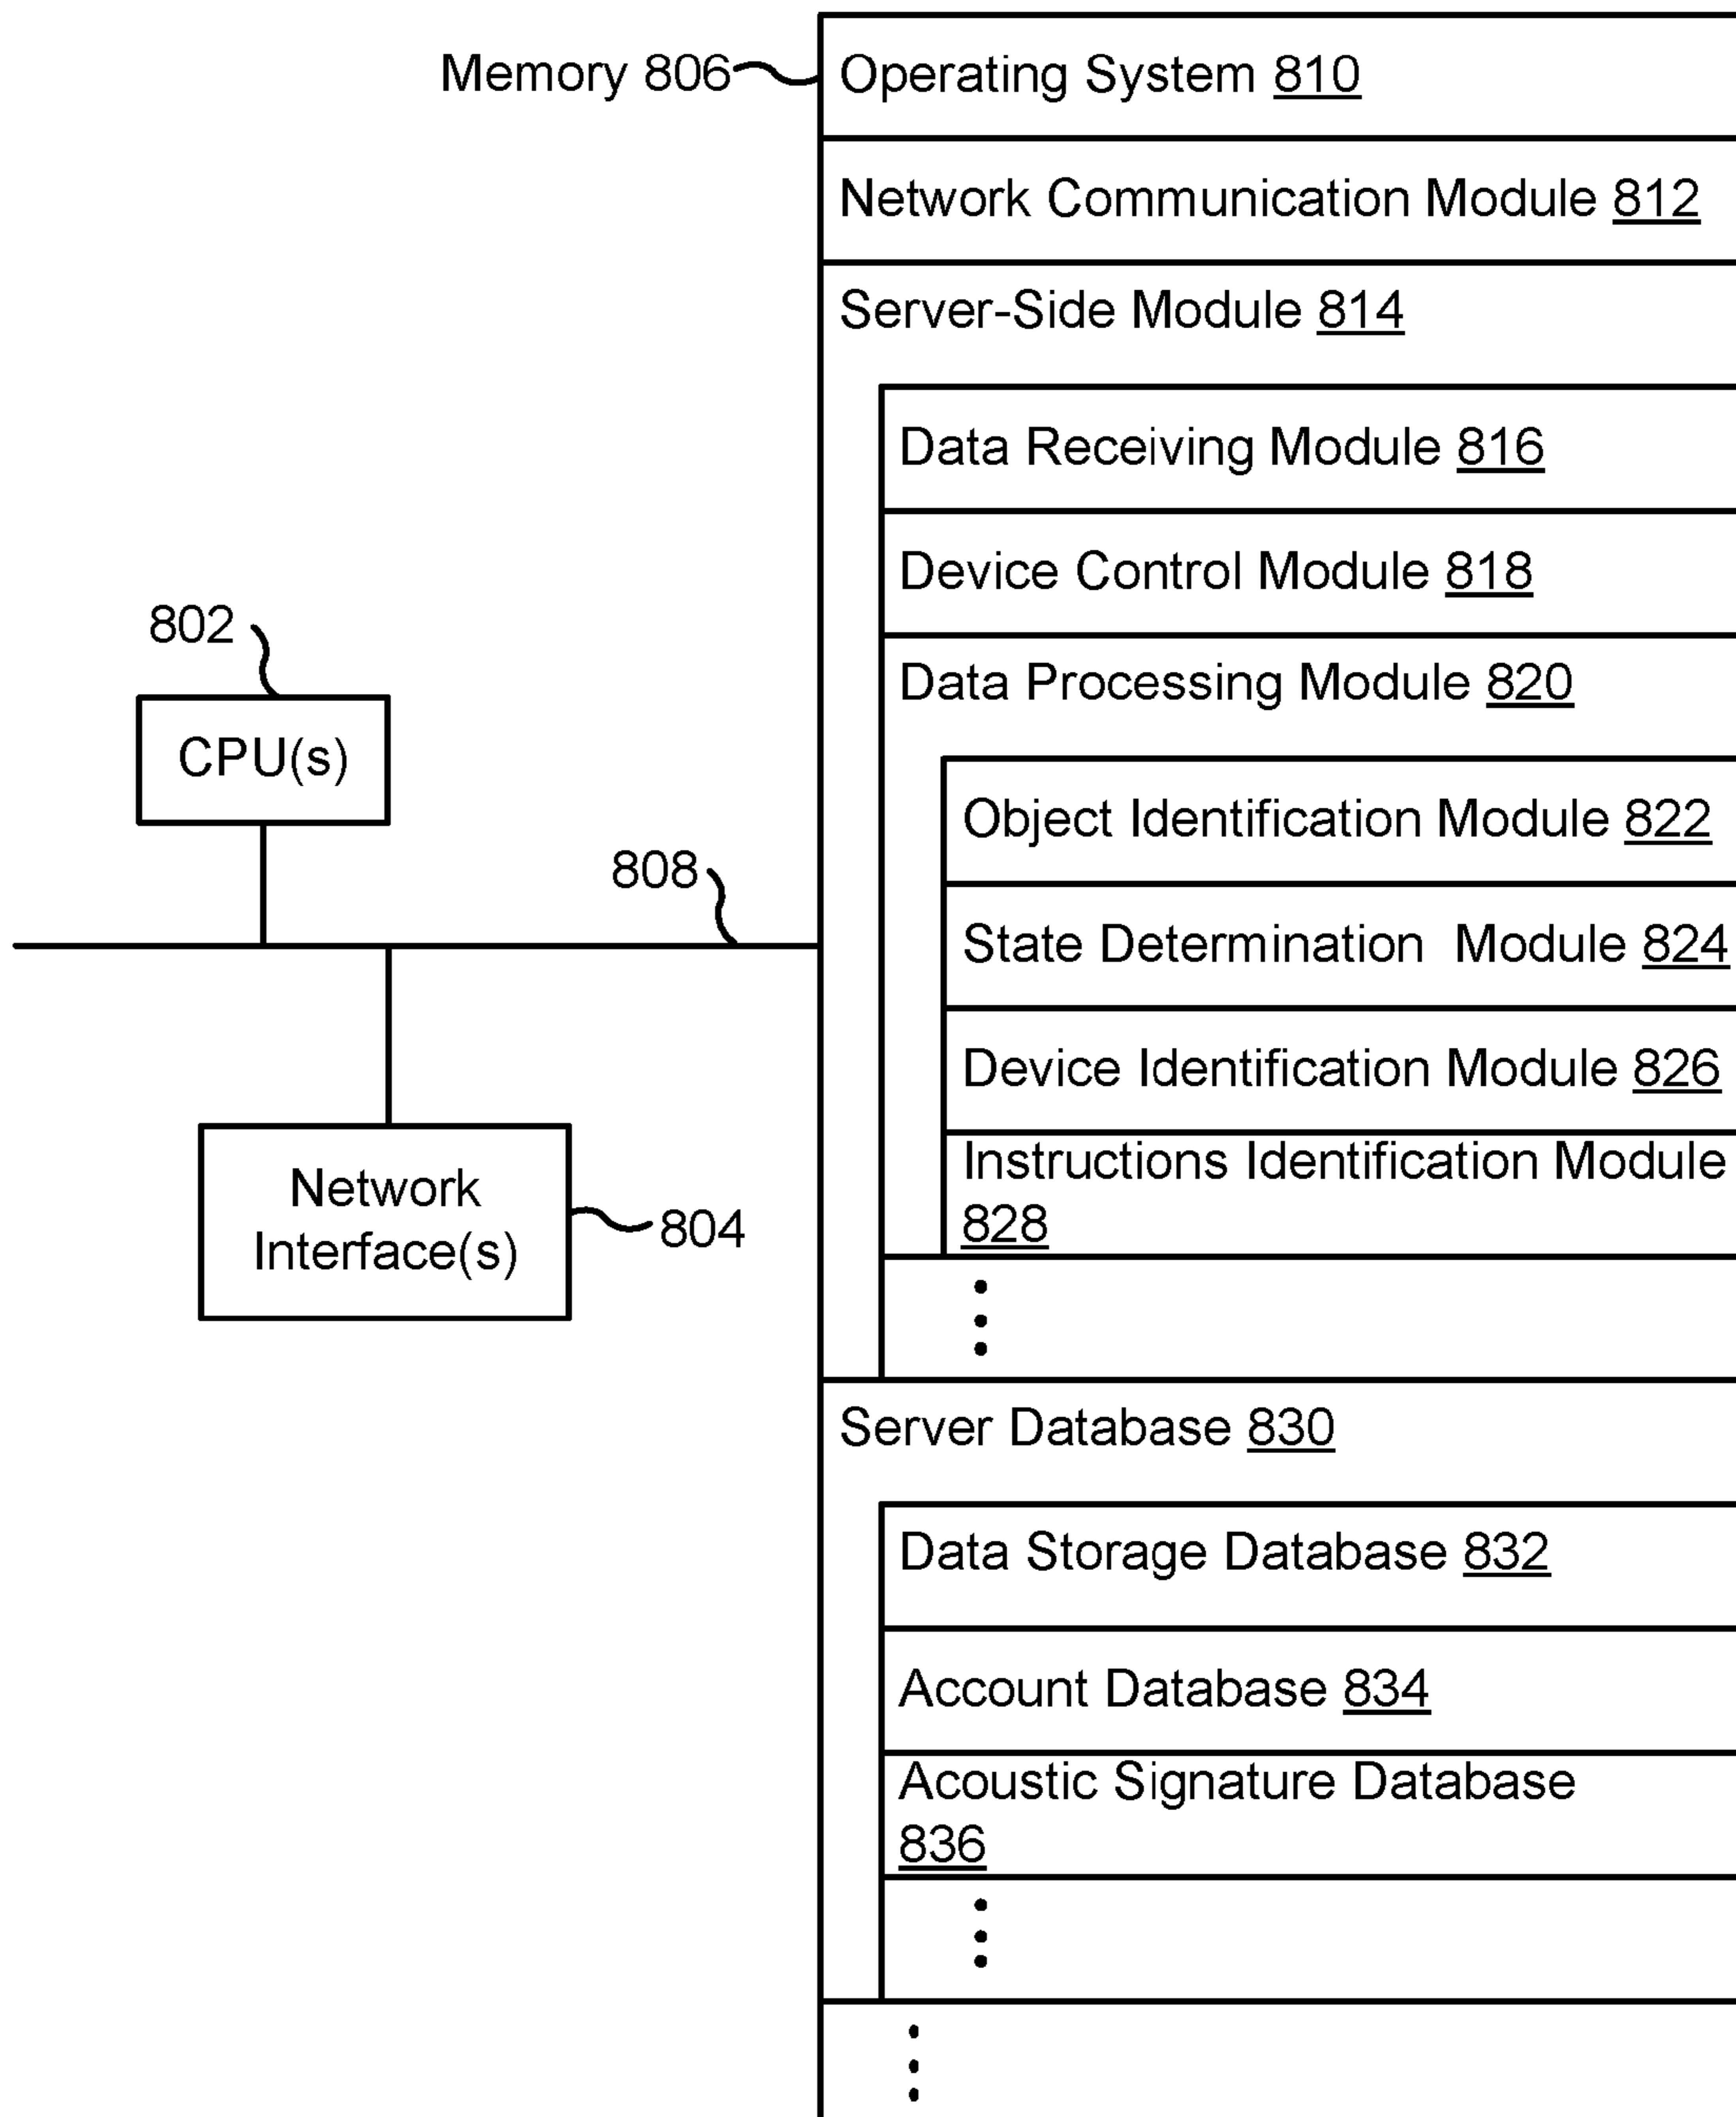 Memory 806
Operating System 810
Network Communication Module 812
Server-Side Module 814
Data Receiving Module 816
Device Control Module 818
802
CPU(s)
Data Processing Module 820
Object Identification Module 822
808
State Determination Module 824
Device Identification Module 826
Network
Interface(s)
804
Instructions Identification Module
828
Server Database 830
Data Storage Database 832
Account Database 834
Acoustic Signature Database
836